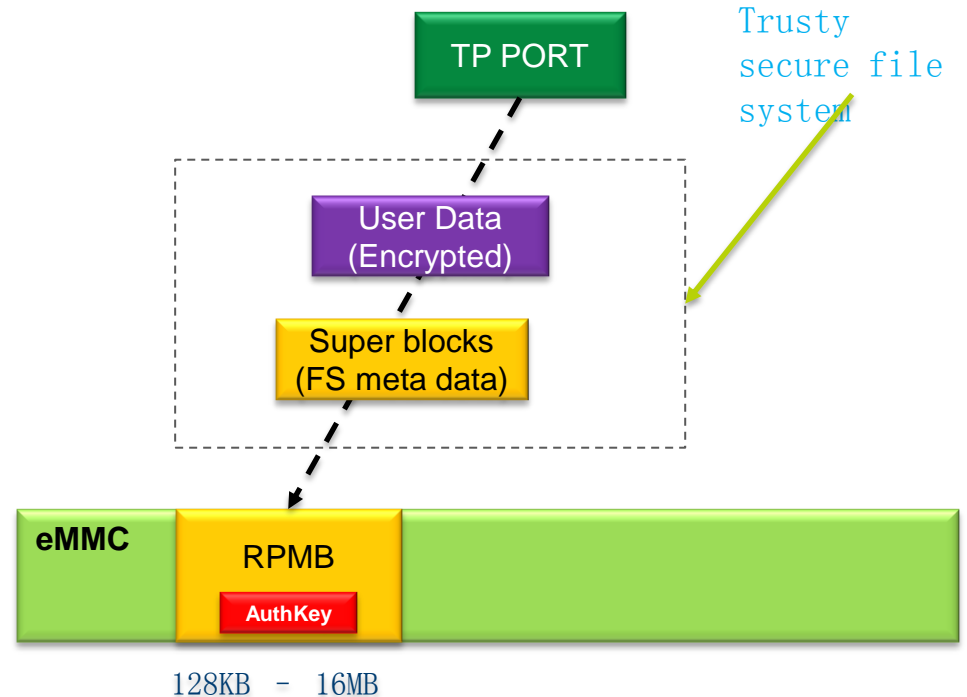 TP PORT
Trusty
secure file
system
User Data
(Encrypted)
Super blocks
(FS meta data)
eMMC
RPMB
AuthKey
128KB - 16MB